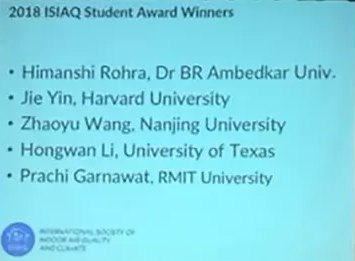 2018 ISIAQ Student Award Winners
• Himanshi Rohra, Dr BR Ambedkar Univ.
• Jie Yin, Harvard University
• Zhaoyu Wang, Nanjing University
• Hongwan Li, University of Texas
• Prachi Garnawat, RMIT University
INTERNATIONAL SOCIETY OF
INDOOR AIR QUALITY
AND CLIMATE